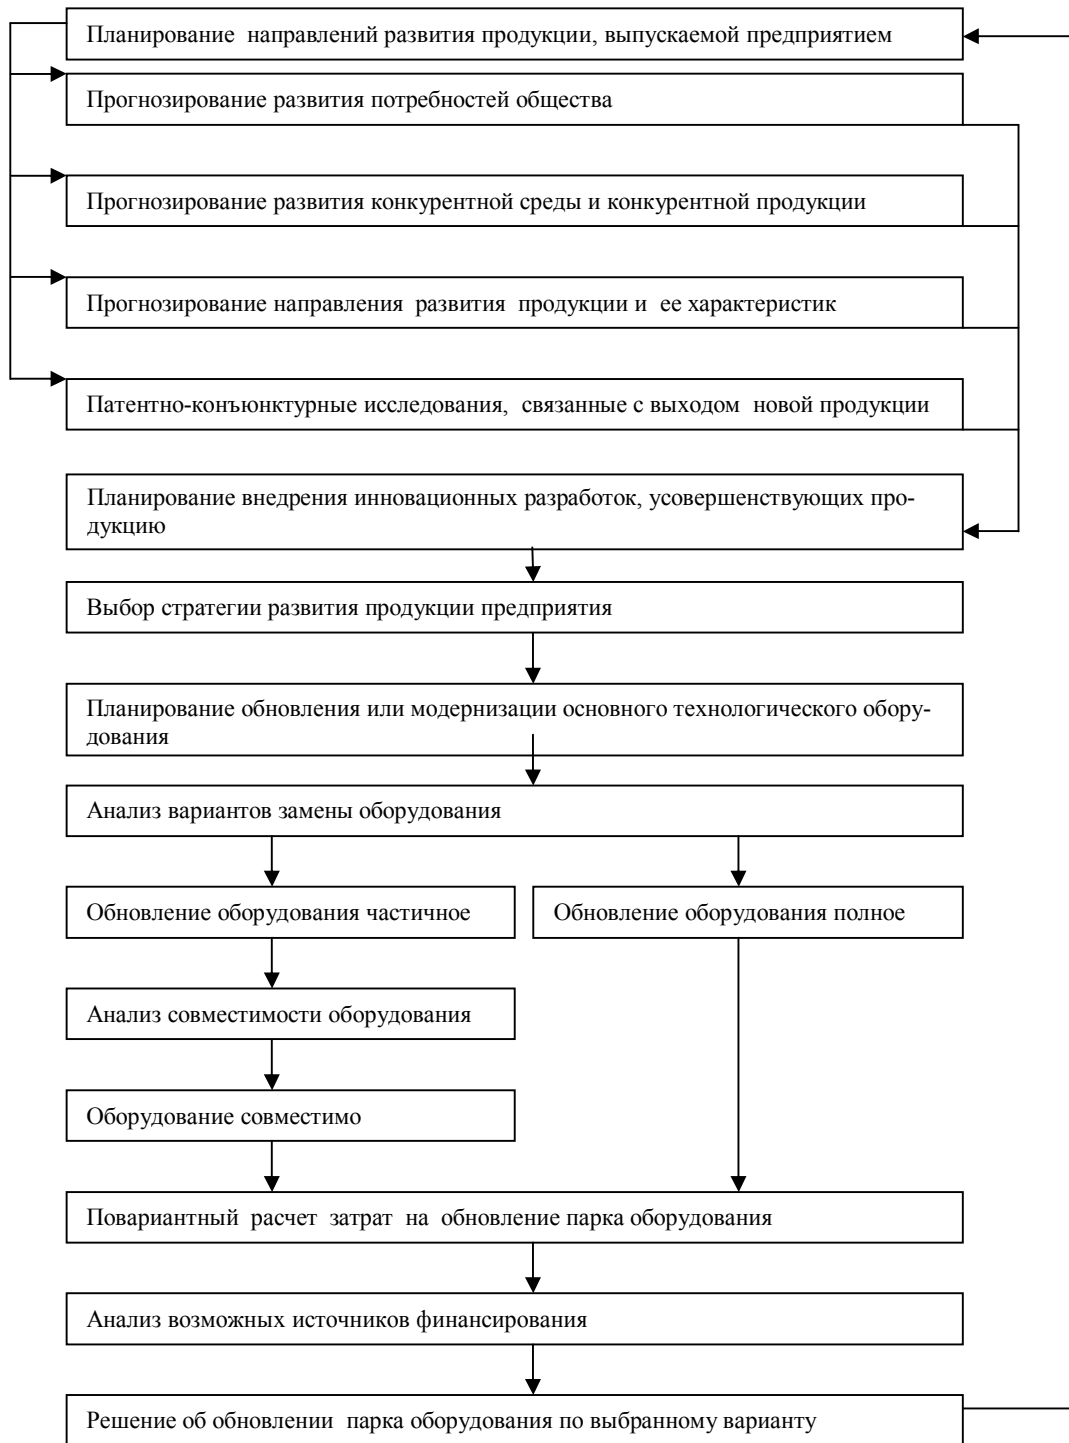 Планирование направлений развития продукции, выпускаемой предприятием
Прогнозирование развития потребностей общества
Прогнозирование развития конкурентной среды и конкурентной продукции
Прогнозирование направления развития продукции и ее характеристик
Патентно-конъюнктурные исследования, связанные с выходом новой продукции
Планирование внедрения инновационных разработок, усовершенствующих про-
дукцию
Выбор стратегии развития продукции предприятия
Планирование обновления или модернизации основного технологического обору-
дования
Анализ вариантов замены оборудования
Обновление оборудования частичное
Обновление оборудования полное
Анализ совместимости оборудования
Оборудование совместимо
Повариантный расчет затрат на обновление парка оборудования
Анализ возможных источников финансирования
Решение об обновлении парка оборудования по выбранному варианту